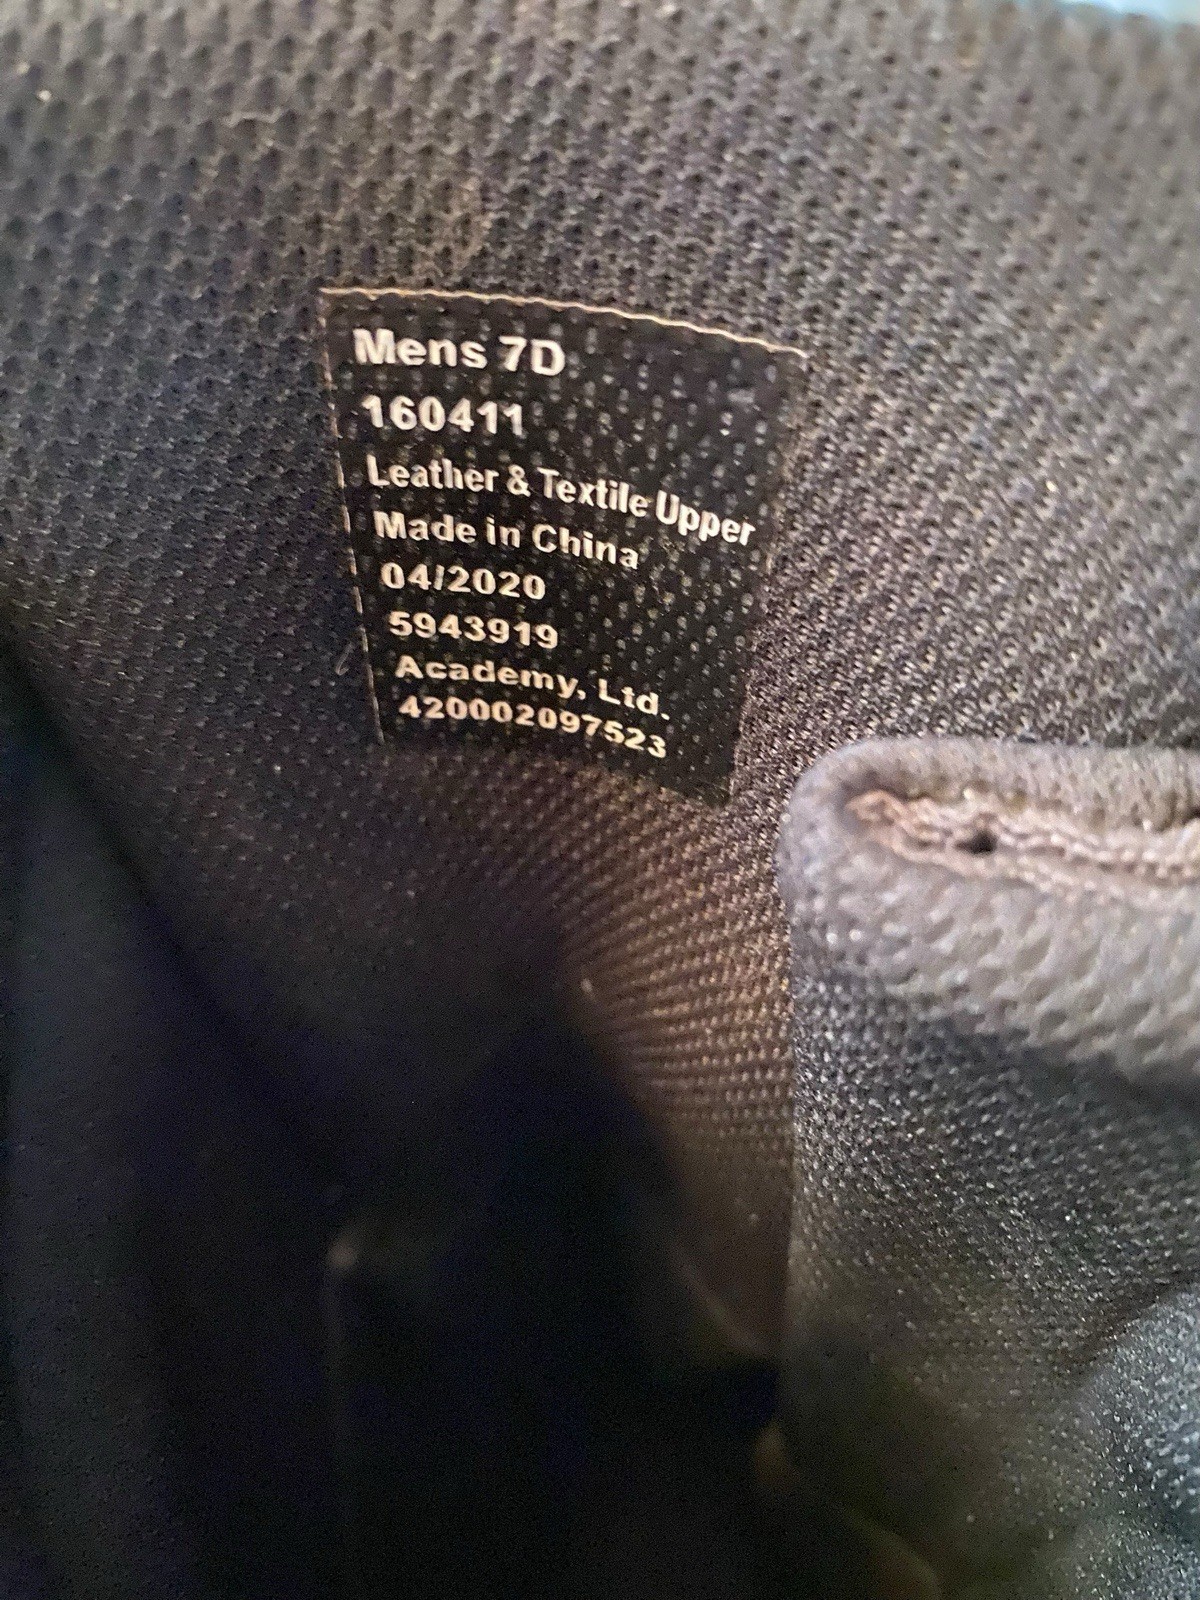 Mens 7D
160411
Leather & Textile Upper
Made in China
04/2020
5943919
Academy, Ltd.
420002097523